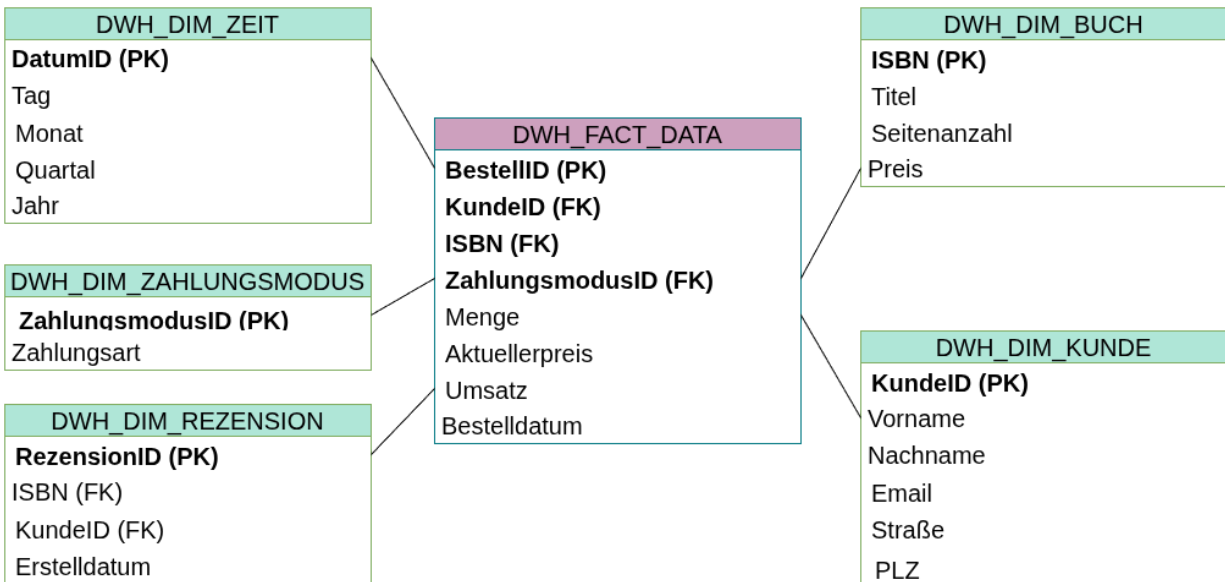 DWH_DIM_ZEIT
DatumID (PK)
Tag
Monat
Quartal
Jahr
DWH_DIM_ZAHLUNGSMODUS
ZahlungsmodusID (PK)
Zahlungsart
DWH_DIM_REZENSION
RezensionID (PK)
ISBN (FK)
KundeID (FK)
Erstelldatum
DWH_FACT_DATA
BestellID (PK)
KundeID (FK)
ISBN (FK)
ZahlungsmodusID (FK)
Menge
Aktuellerpreis
Umsatz
Bestelldatum
DWH_DIM_BUCH
ISBN (PK)
Titel
Seitenanzahl
Preis
DWH_DIM_KUNDE
KundeID (PK)
Vorname
Nachname
Email
Straße
PLZ